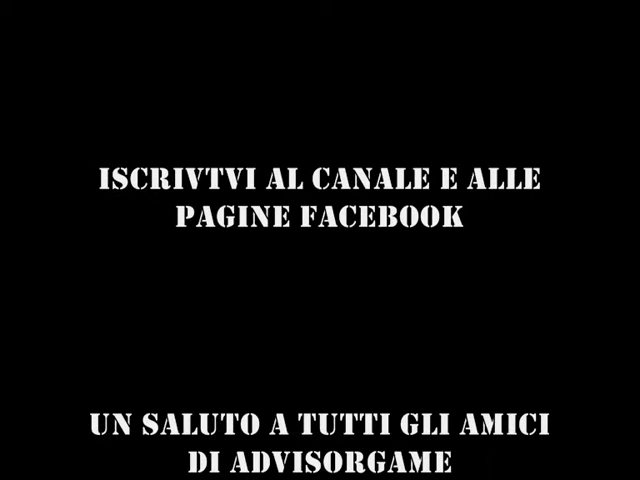 ISCRIVTVI AL CANALE E ALLE
PAGINE FACEBOOK
UN SALUTO A TUTTI GLI AMICI
DI ADVISORGAME